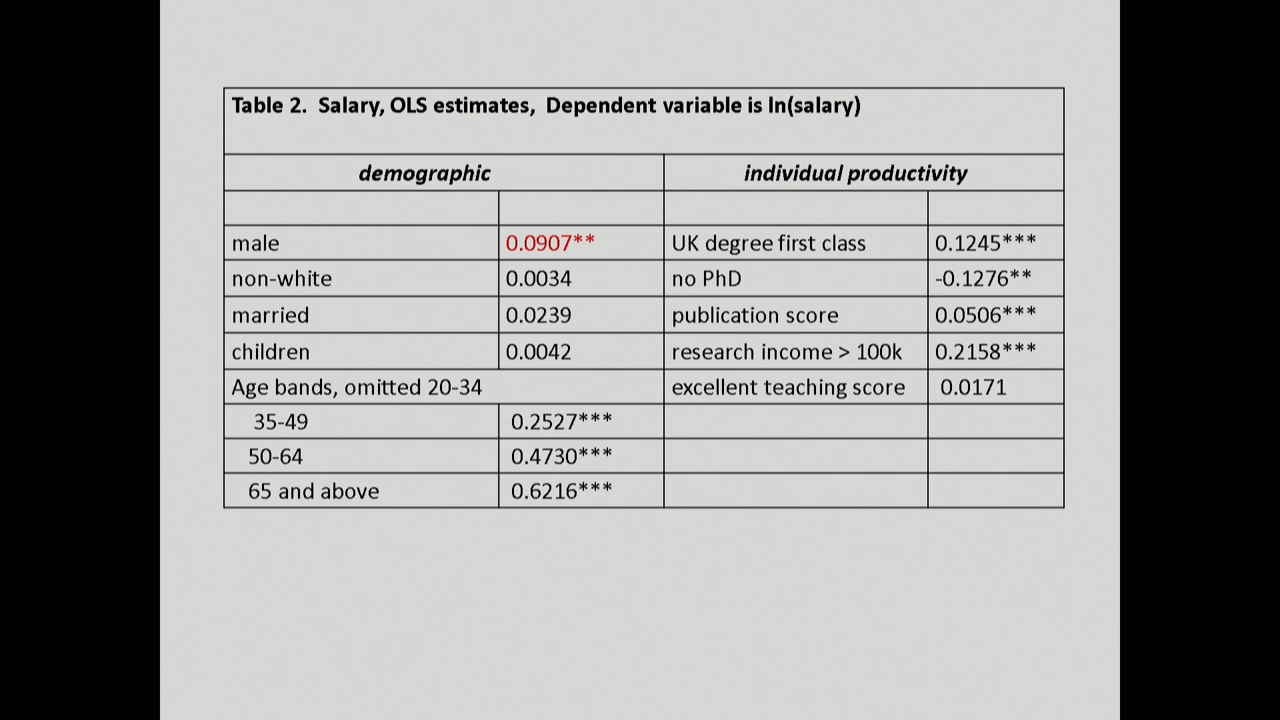 Table 2.  Salary, OLS estimates,  Dependent variable is ln(salary)
demographic individual productivity
male 0.0907** UK degree first class 0.1245***
non-white 0.0034 no PhD -0.1276**
married 0.0239 publication score 0.0506***
children 0.0042 research income > 100k 0.2158***
Age bands, omitted 20-34 excellent teaching score 0.0171
35-49 0.2527***
50-64 0.4730***
65 and above 0.6216***